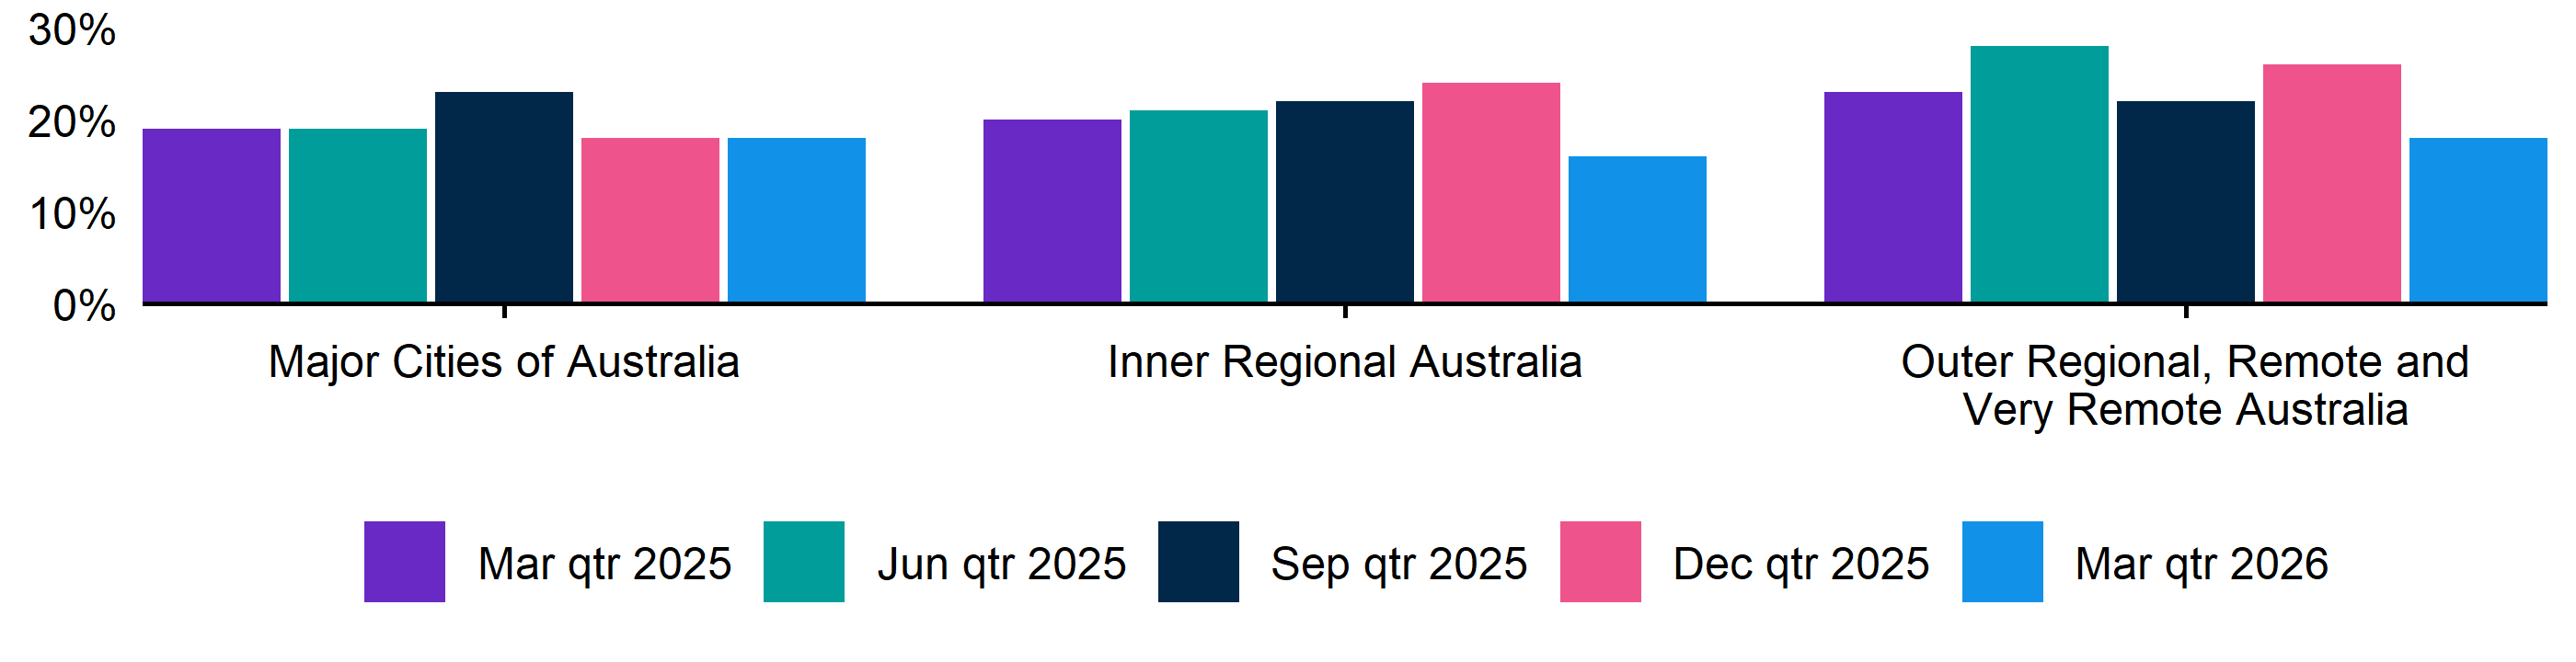 30%
20%
10%
0%
Major Cities of Australia
Inner Regional Australia
Outer Regional, Remote and
Very Remote Australia
Mar qtr 2025
Jun qtr 2025
Sep qtr 2025
Dec qtr 2025
Mar qtr 2026